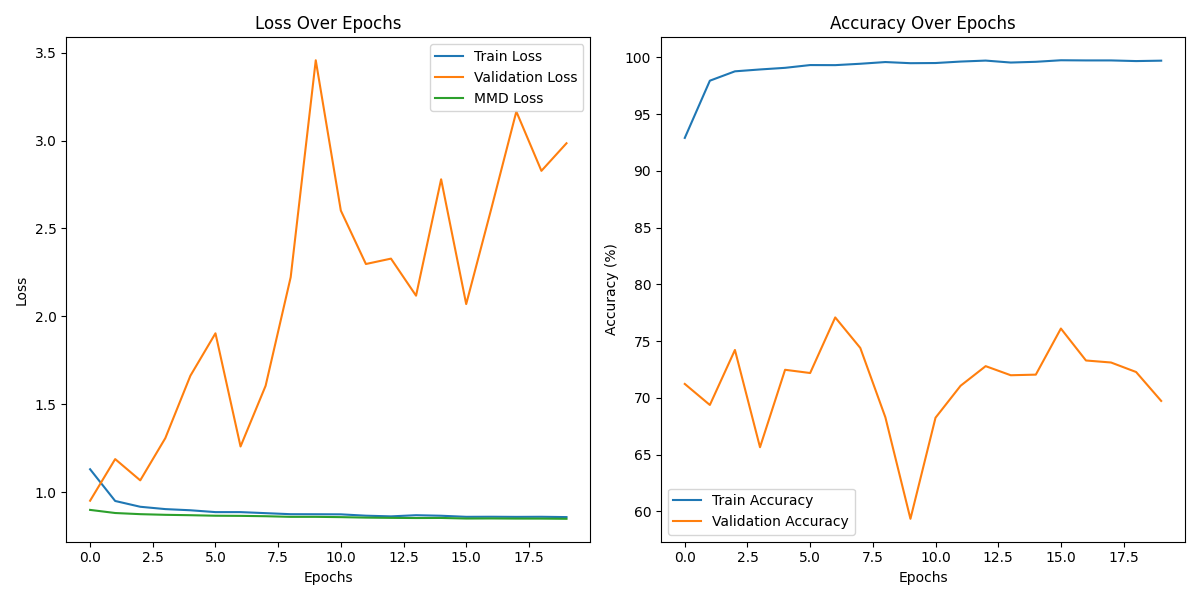 Loss Over Epochs
Train Loss
Validation Loss
MMD Loss
3.5
3.0
2.5
2.0
1.5
1.0
Loss
0.0 2.5 5.0 7.5 10.0 12.5 15.0 17.5
Epochs
Accuracy Over Epochs
100
95
90
85
80
75
70
65
60
Accuracy (%)
Train Accuracy
Validation Accuracy
0.0 2.5 5.0 7.5 10.0 12.5 15.0 17.5
Epochs